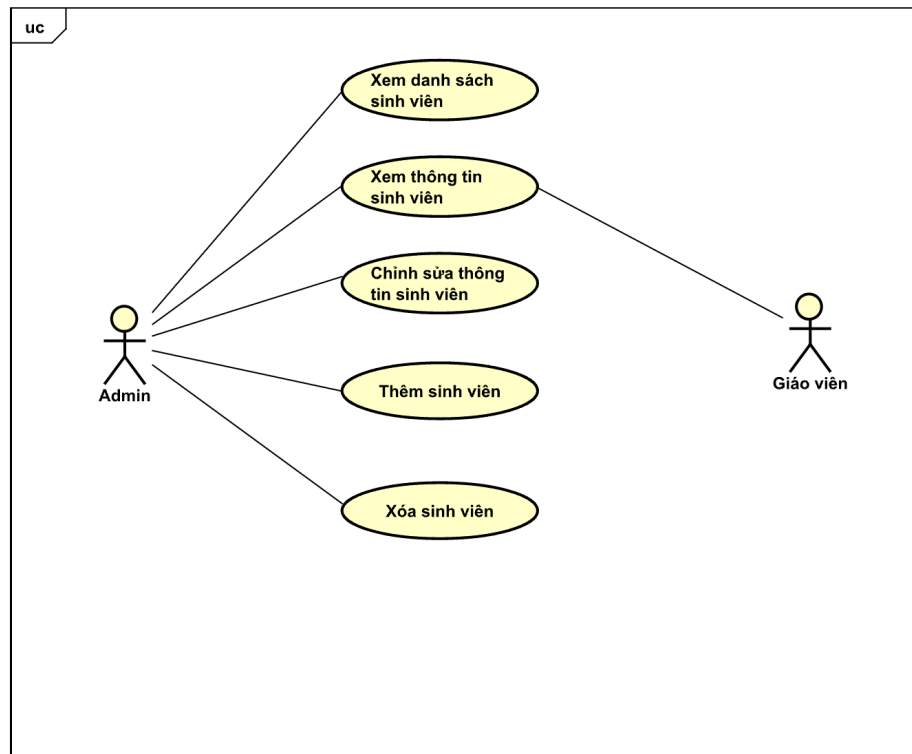 uc
Xem danh sách
sinh viên
Xem thông tin
sinh viên
Chỉnh sửa thông
tin sinh viên
Admin
Giáo viên
Thêm sinh viên
Xóa sinh viên